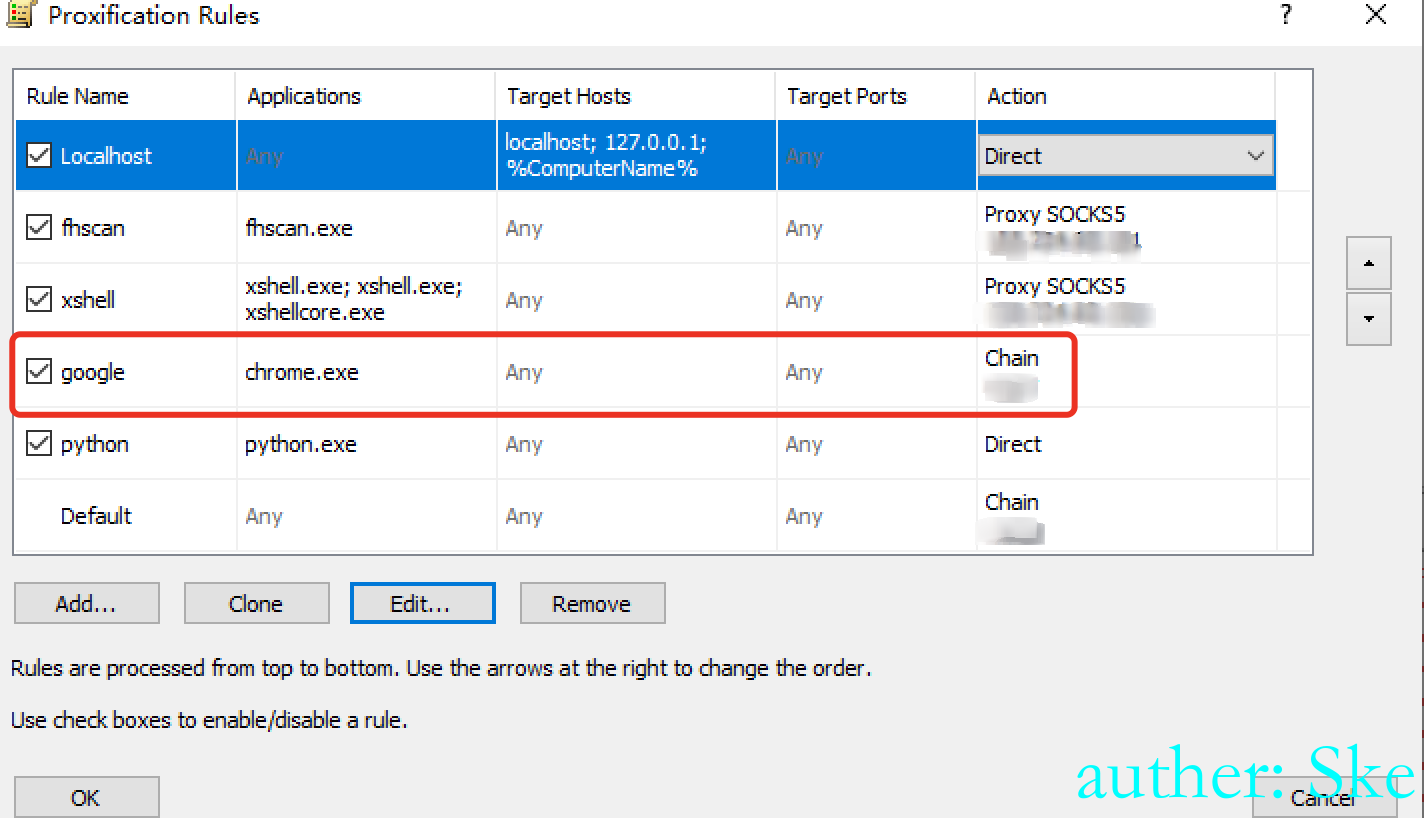 Proxification Rules
?
Rule Name Applications Target Hosts Target Ports Action
Localhost Any localhost; 127.0.0.1; Any Direct
%ComputerName%
fhscan fhscan.exe Any Any Proxy SOCKS5
xshell xshell.exe; xshell.exe; Any Any Proxy SOCKS5
xshellcore.exe
google chrome.exe Any Any Chain
python python.exe Any Any Direct
Default Any Any Any Chain
Add... Clone Edit... Remove
Rules are processed from top to bottom. Use the arrows at the right to change the order.
Use check boxes to enable/disable a rule.
auther: Ske
OK Cancel